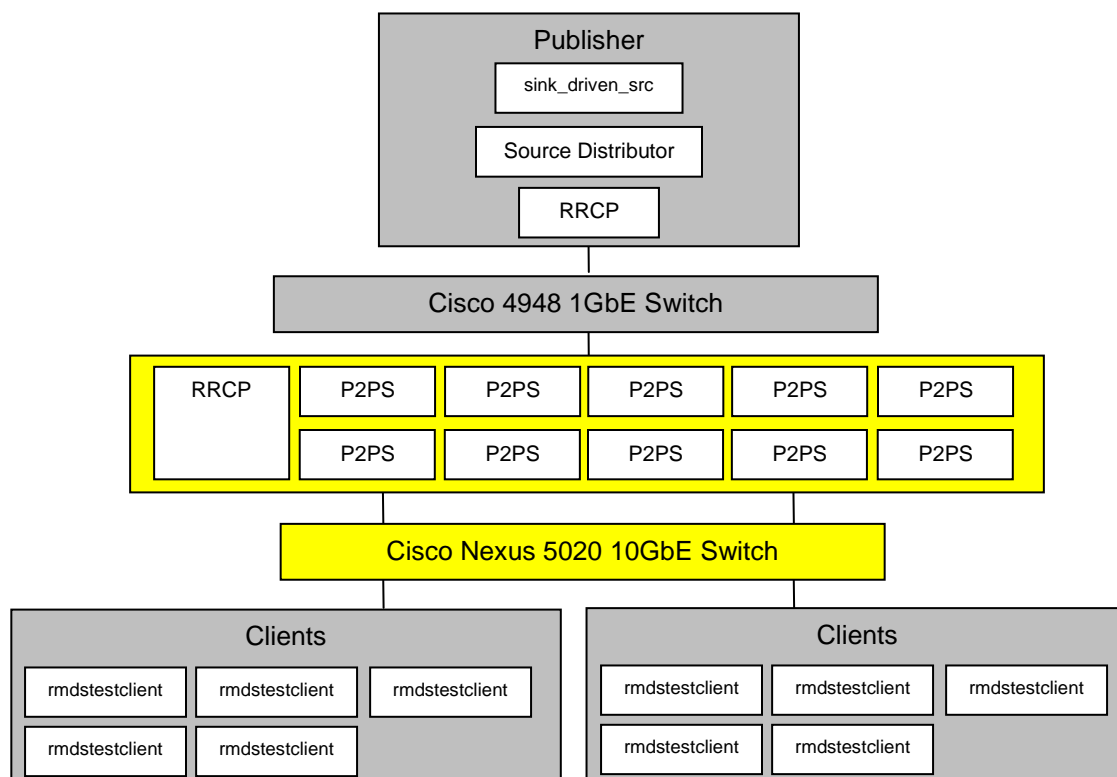 Publisher
sink_driven_src
Source Distributor
RRCP
Cisco 4948 1GbE Switch
RRCP P2PS P2PS P2PS P2PS P2PS
P2PS P2PS P2PS P2PS P2PS
Cisco Nexus 5020 10GbE Switch
Clients
rmdstestclient rmdstestclient rmdstestclient
rmdstestclient rmdstestclient
Clients
rmdstestclient rmdstestclient rmdstestclient
rmdstestclient rmdstestclient